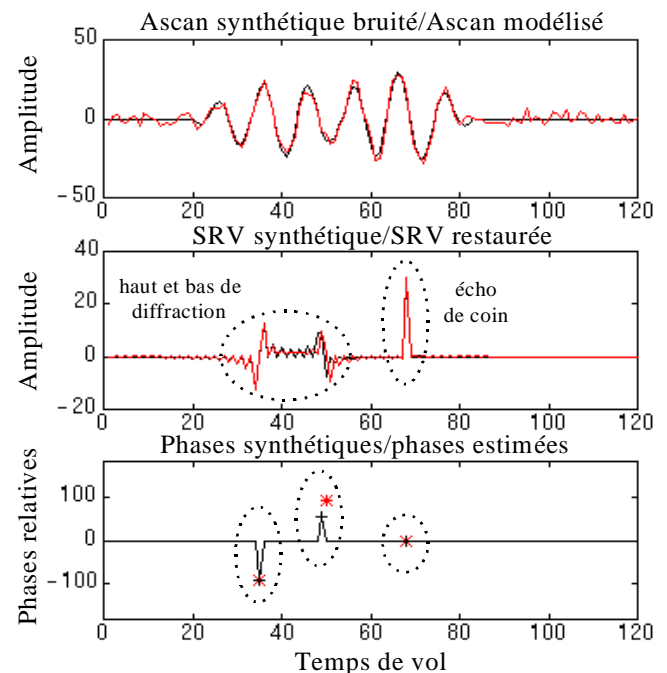 Ascan synthétique bruité/Ascan modélisé
Amplitude
50
0
-50
0 20 40 60 80 100 120
SRV synthétique/SRV restaurée
Amplitude
40
20
0
-20
haut et bas de
diffraction
écho
de coin
0 20 40 60 80 100 120
Phases synthétiques/phases estimées
Phases relatives
100
0
-100
0 20 40 60 80 100 120
Temps de vol